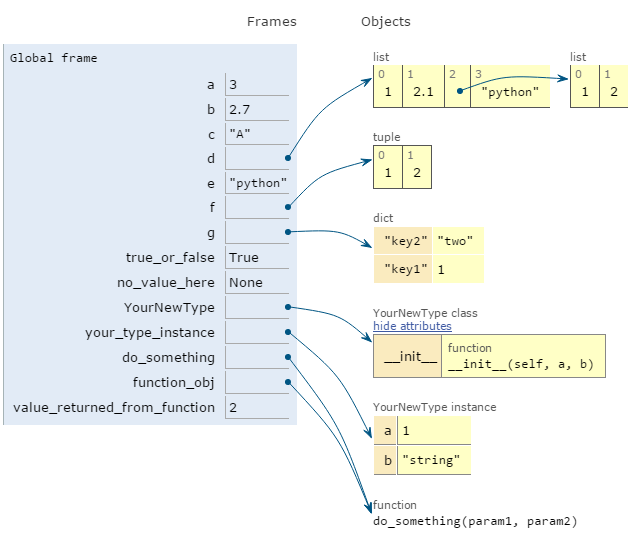 Frames Objects
Global frame
a 3
b 2.7
c "A"
d
e "python"
f
g
true_or_false True
no_value_here None
YourNewType
your_type_instance
do_something
function_obj
value_returned_from_function 2
list
0 1 2 3
1 2.1 "python"
list
0 1
1 2
tuple
0 1
1 2
dict
"key2" "two"
"key1" 1
YourNewType class
hide attributes
__init__ function
__init__(self, a, b)
YourNewType instance
a 1
b "string"
function
do_something(param1, param2)